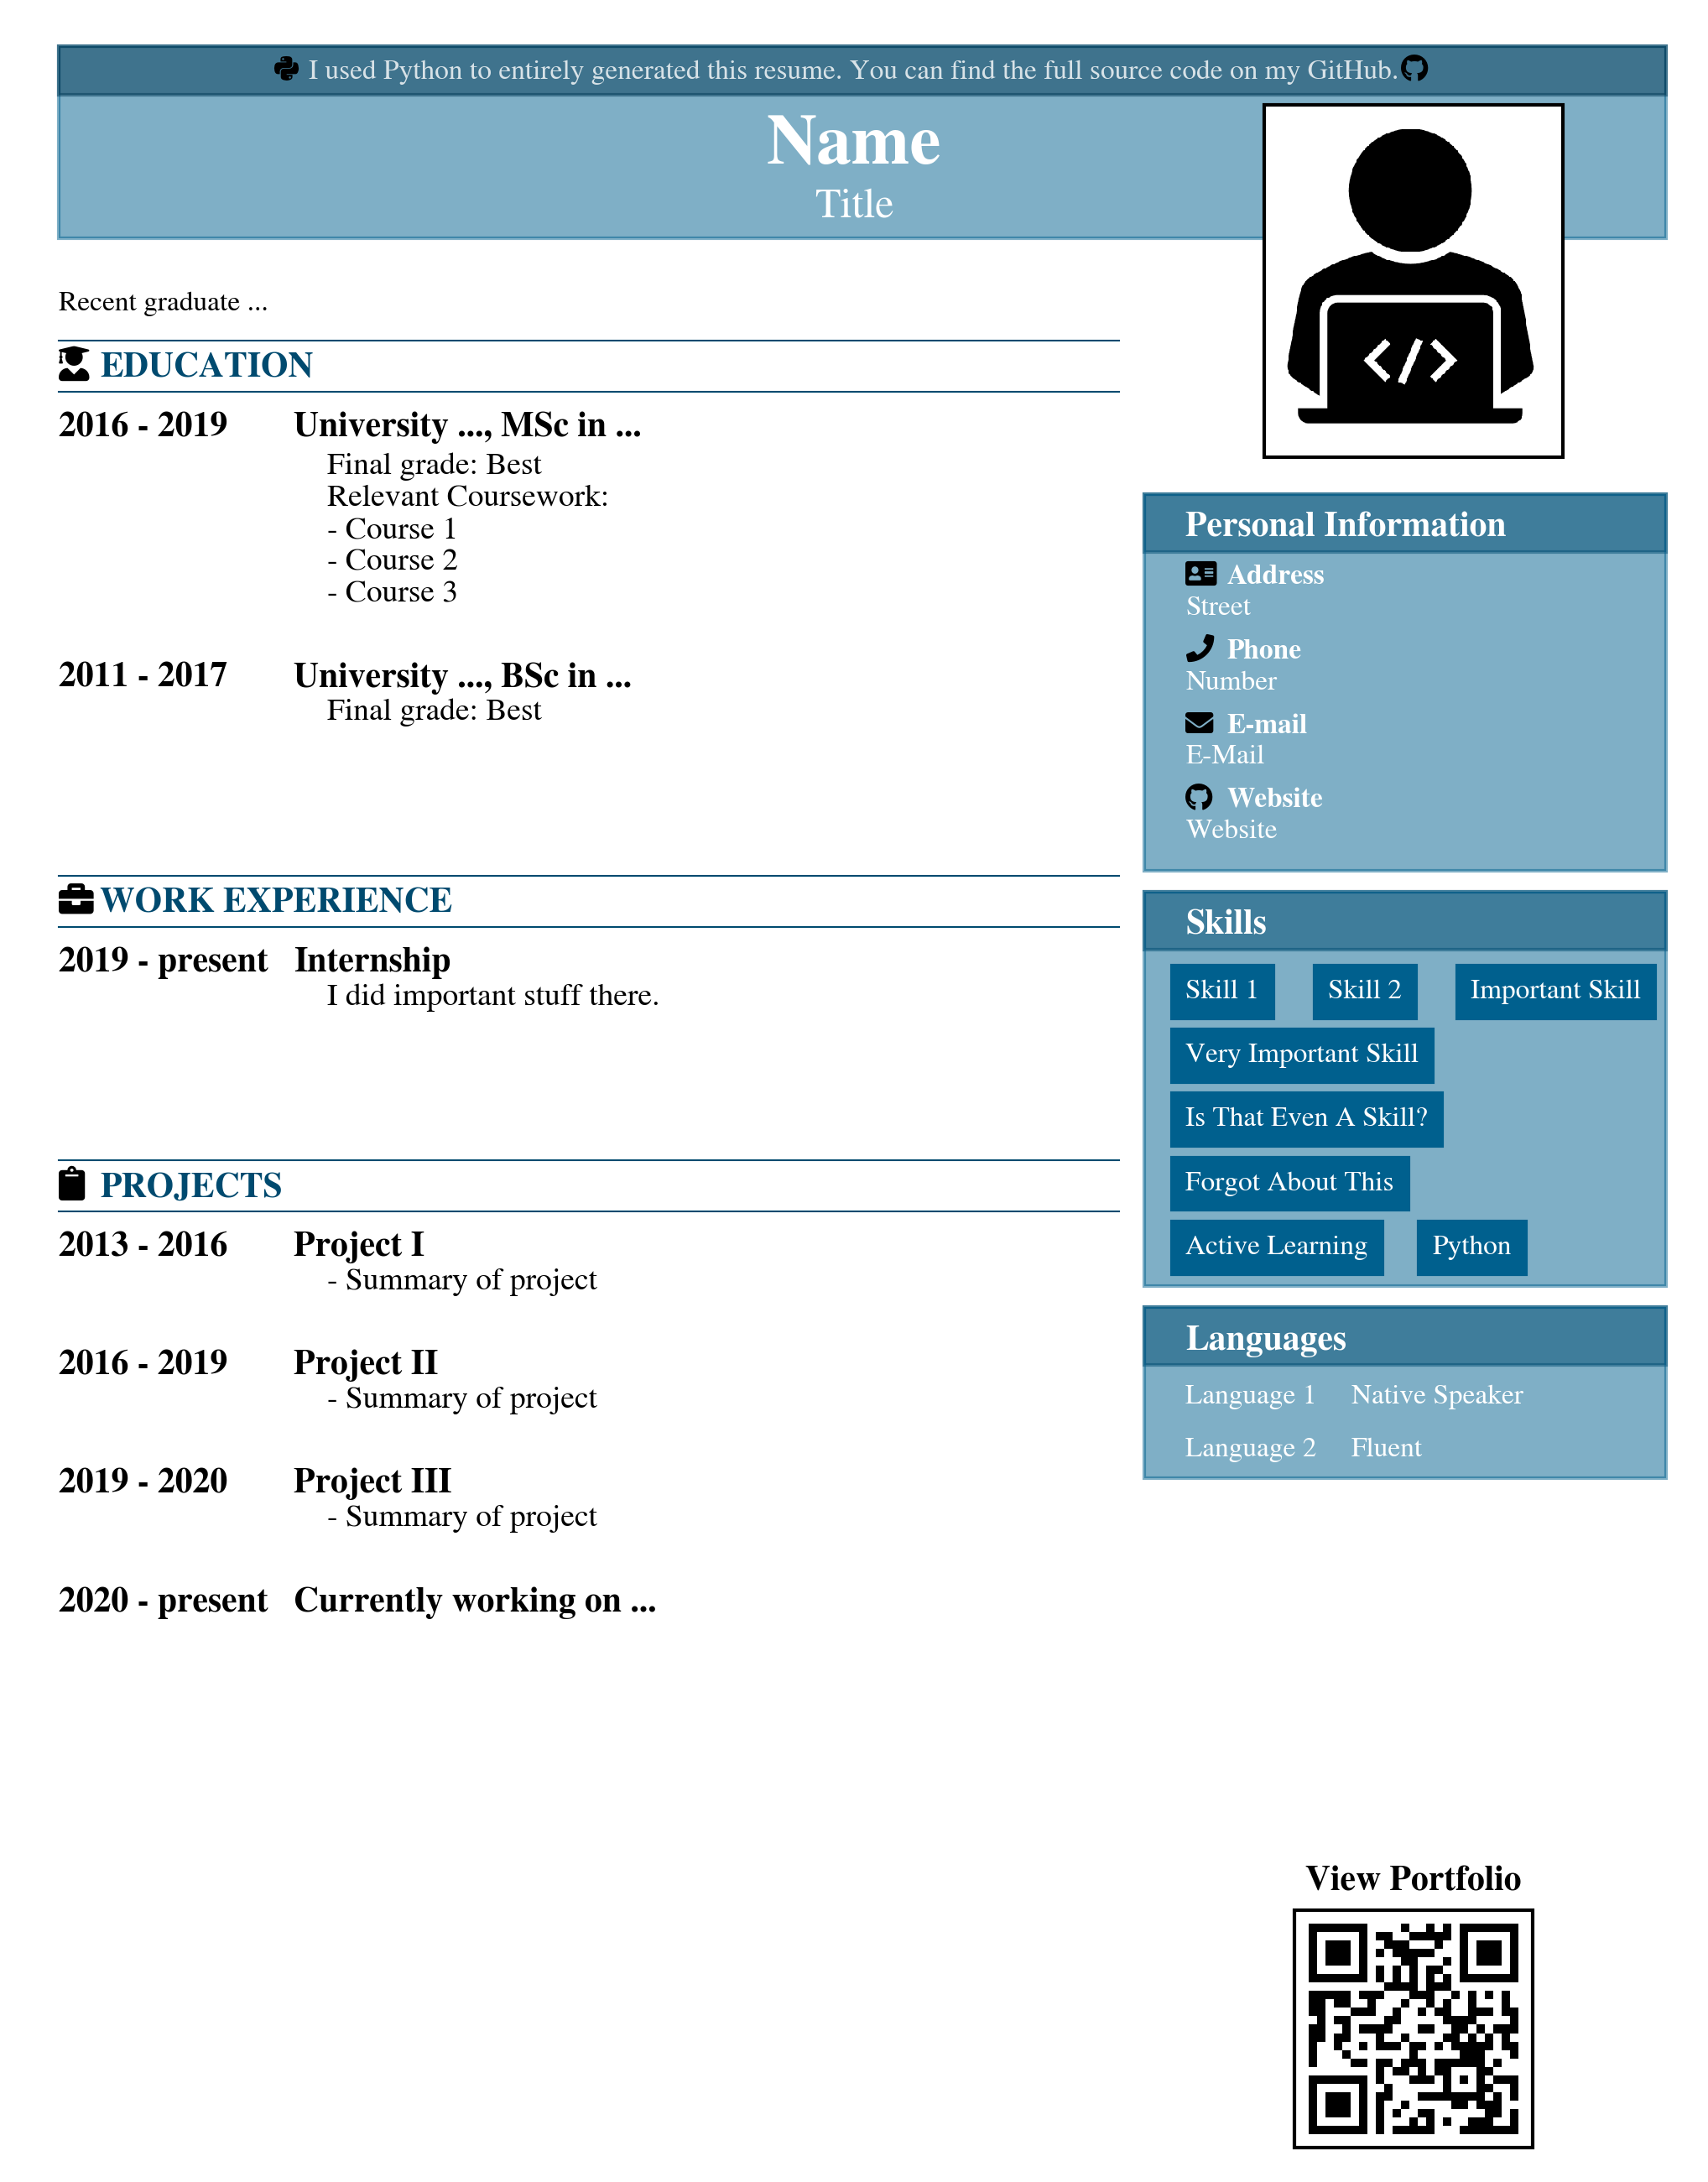 I used Python to entirely generated this resume. You can find the full source code on my GitHub.
Name
Title
Recent graduate ...
EDUCATION
2016 - 2019 University ..., MSc in ...
Final grade: Best
Relevant Coursework:
- Course 1
- Course 2
- Course 3
2011 - 2017 University ..., BSc in ...
Final grade: Best
WORK EXPERIENCE
2019 - present Internship
I did important stuff there.
PROJECTS
2013 - 2016 Project I
- Summary of project
2016 - 2019 Project II
- Summary of project
2019 - 2020 Project III
- Summary of project
2020 - present Currently working on ...
</>
Personal Information
Address
Street
Phone
Number
E-mail
E-Mail
Website
Website
Skills
Skill 1 Skill 2 Important Skill
Very Important Skill
Is That Even A Skill?
Forgot About This
Active Learning Python
Languages
Language 1 Native Speaker
Language 2 Fluent
View Portfolio